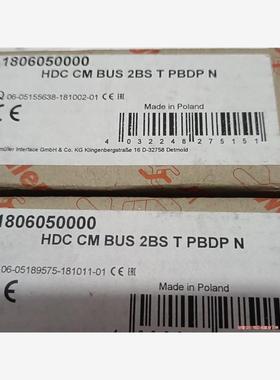 1806050000
HDC CM BUS 2BS T PBDP N
06-05155638-181002-01 CE EAC
Made in Poland
müller Interface GmbH & Co. KG Klingenbergstraße 16 D-32758 Detmold
4 032248 275151
1806050000
HDC CM BUS 2BS T PBDP N
06-05189575-181011-01 CE EAC
Made in Poland